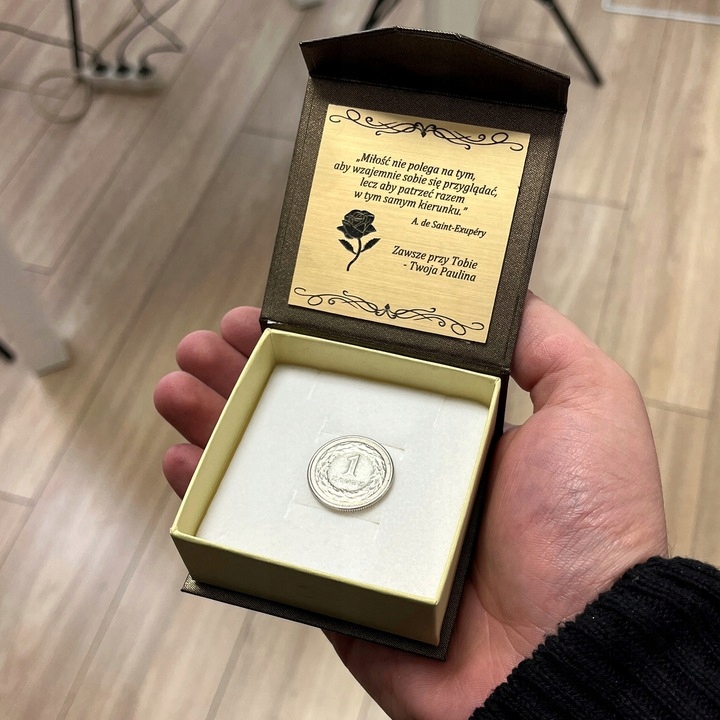 „Miłość nie polega na tym,
aby wzajemnie sobie się przyglądać,
lecz aby patrzeć razem
w tym samym kierunku.”
A. de Saint-Exupéry
Zawsze przy Tobie
- Twoja Paulina
1